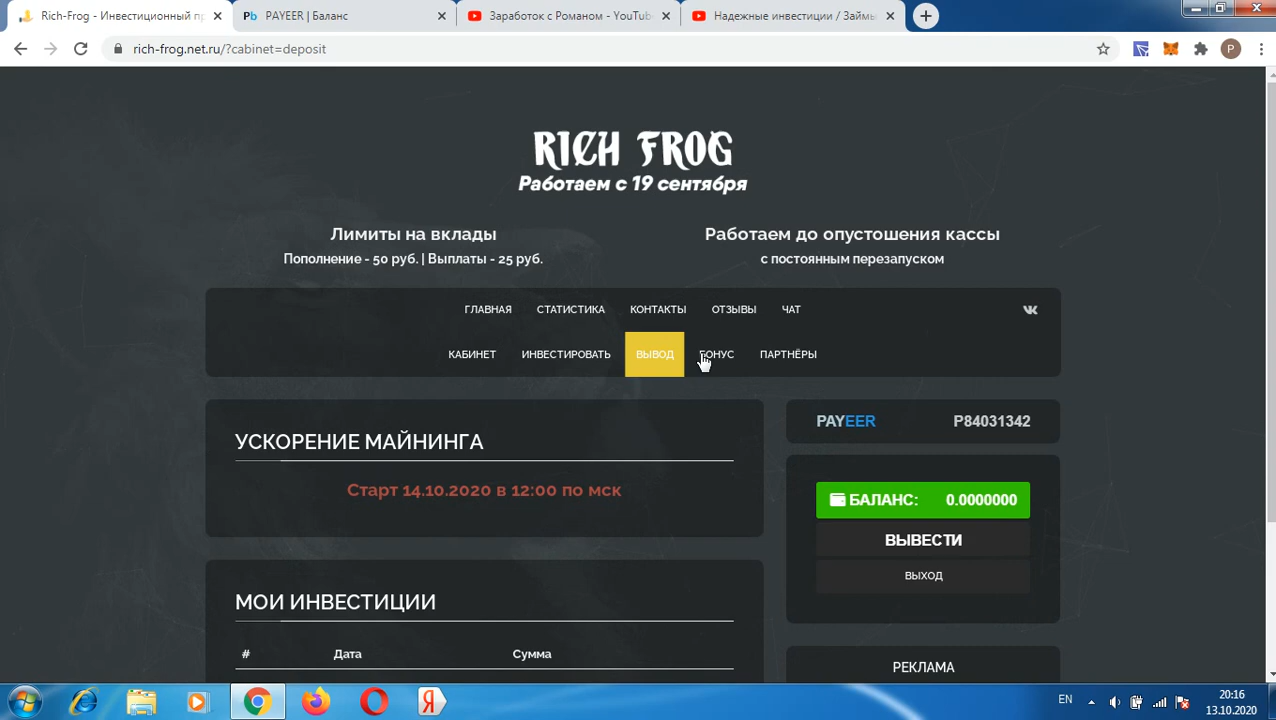 Rich-Frog - Инвестиционный пр
PAYEER | Баланс
Заработок с Романом - YouTube
Надежные инвестиции / Займы
rich-frog.net.ru/?cabinet=deposit
P
RICH FROG
Работаем с 19 сентября
Лимиты на вклады
Пополнение - 50 руб. | Выплаты - 25 руб.
Работаем до опустошения кассы
с постоянным перезапуском
ГЛАВНАЯ СТАТИСТИКА КОНТАКТЫ ОТЗЫВЫ ЧАТ
КАБИНЕТ ИНВЕСТИРОВАТЬ ВЫВОД БОНУС ПАРТНЁРЫ
УСКОРЕНИЕ МАЙНИНГА
Старт 14.10.2020 в 12:00 по мск
PAYEER P84031342
БАЛАНС: 0.0000000
ВЫВЕСТИ
ВЫХОД
МОИ ИНВЕСТИЦИИ
# Дата Сумма
РЕКЛАМА
EN
20:16
13.10.2020